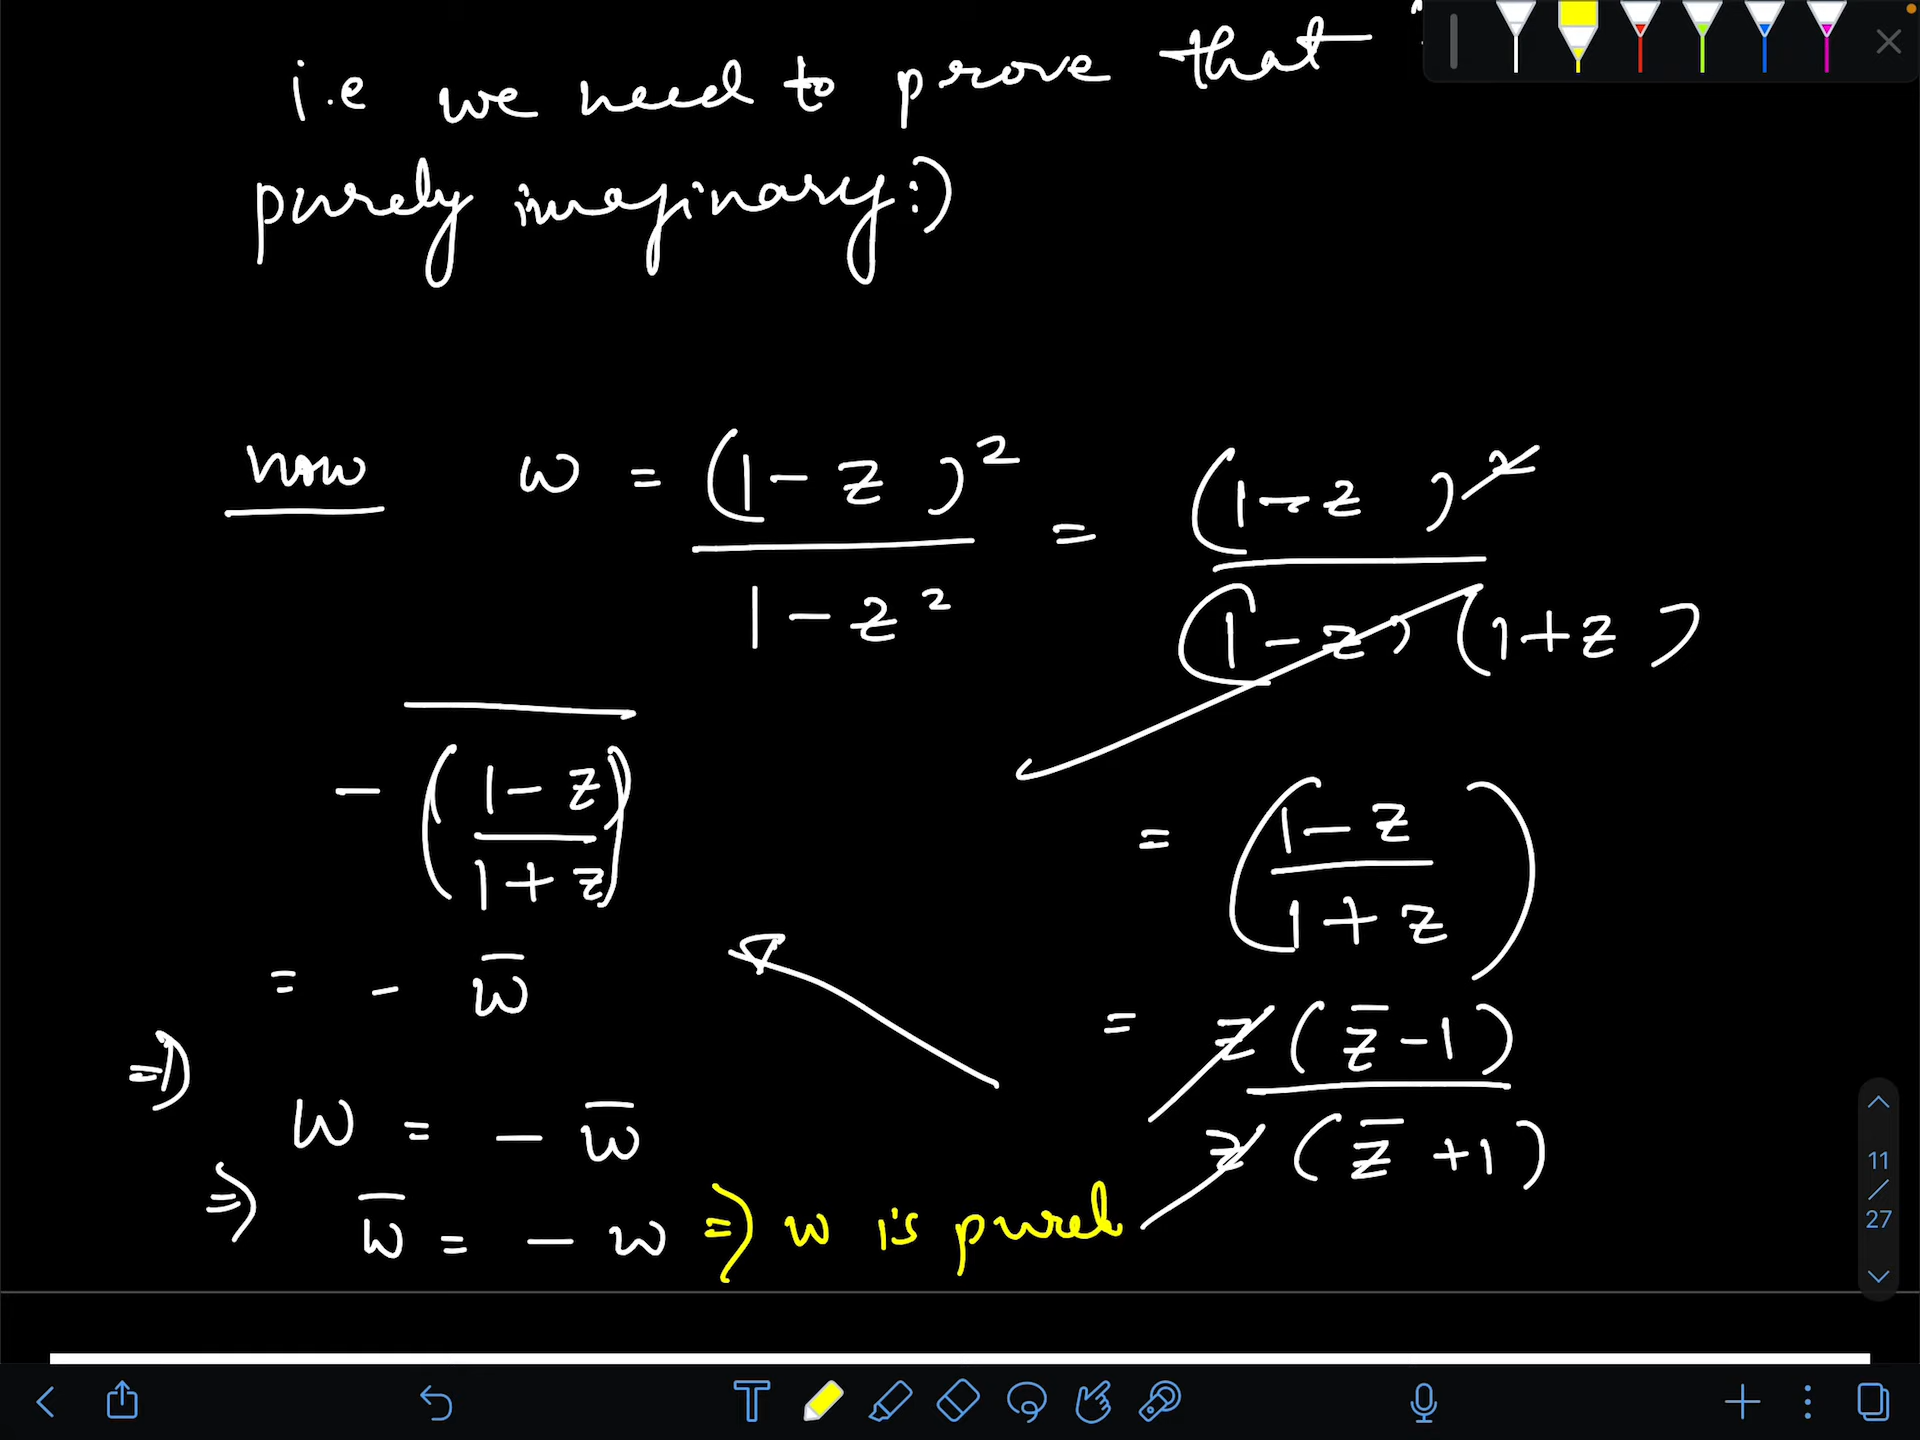 i.e we need to prove that
purely imaginary:)
now w = (1-z)² / 1-z² = (1-z)² / (1-z)(1+z)
= (1-z / 1+z)
= z(z̄-1) / z(z̄+1)
-(1-z / 1+z)‾
= -w̄
⇒ w = -w̄
⇒ w̄ = -w ⇒ w is purel
11
/
27
T